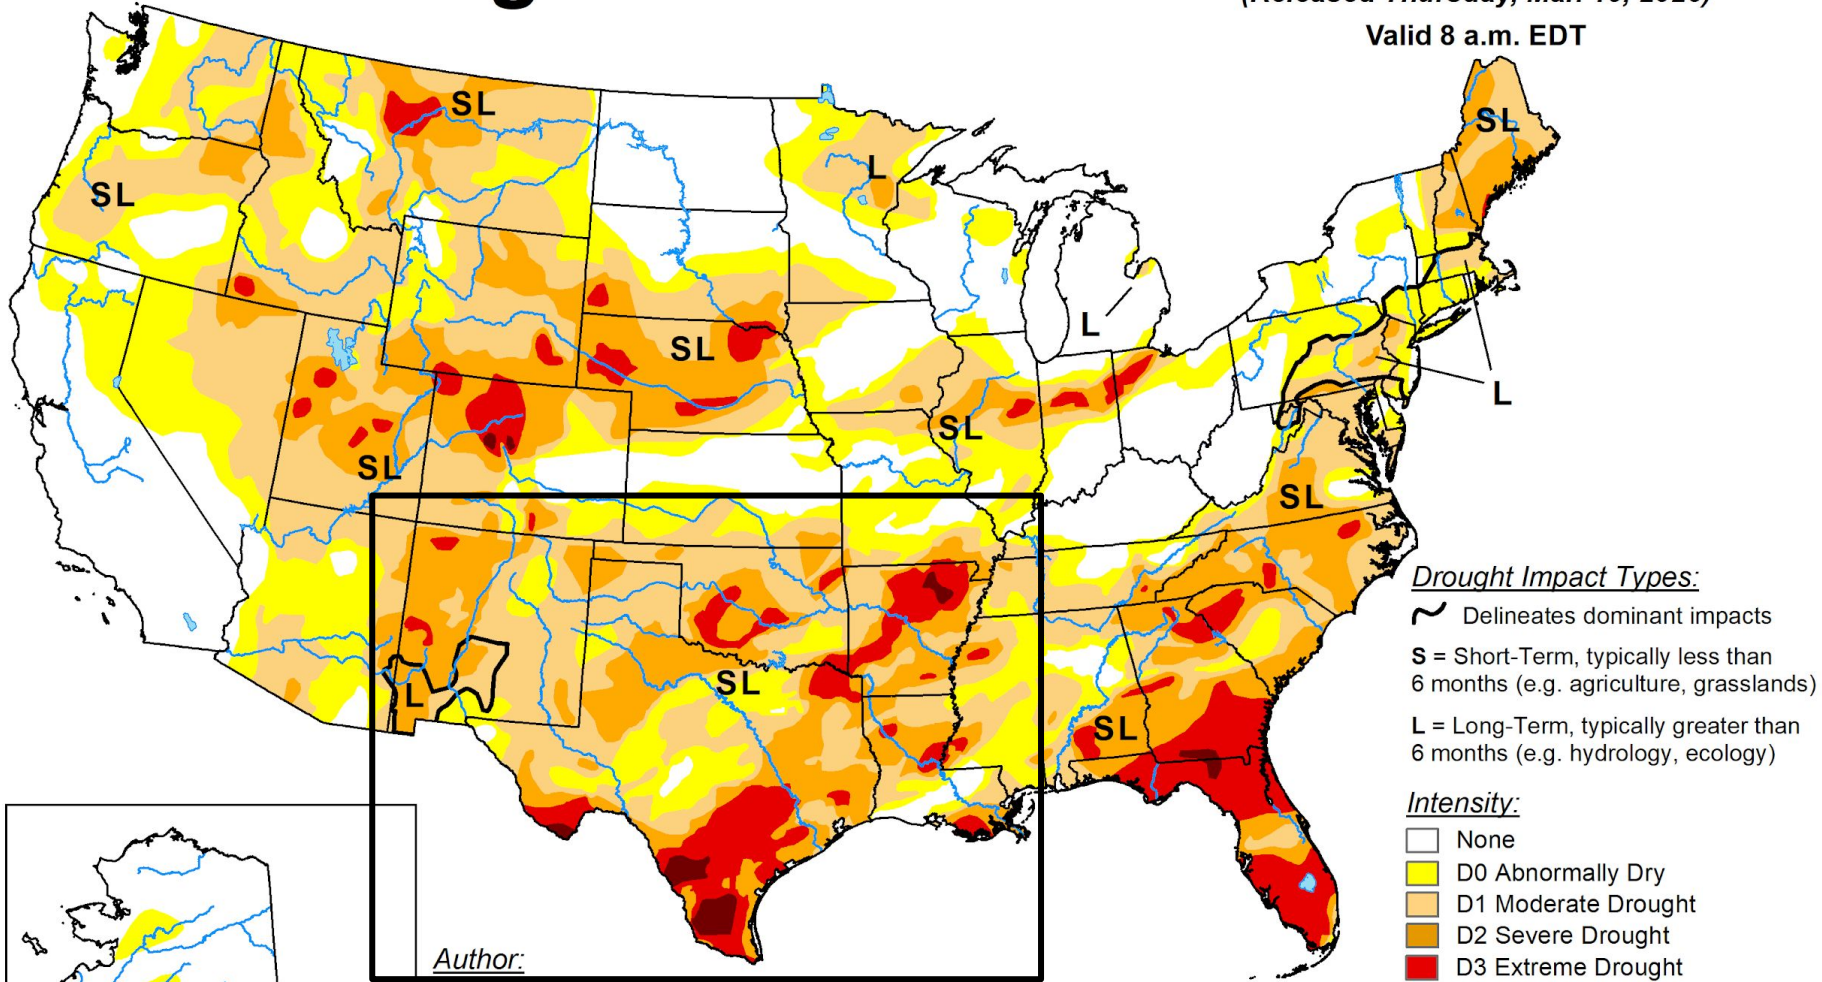 Valid 8 a.m. EDT
SL
SL
SL
L
SL
SL
L
SL
SL
L
SL
SL
L
SL
Author:
Drought Impact Types:
Delineates dominant impacts
S = Short-Term, typically less than
6 months (e.g. agriculture, grasslands)
L = Long-Term, typically greater than
6 months (e.g. hydrology, ecology)
Intensity:
None
D0 Abnormally Dry
D1 Moderate Drought
D2 Severe Drought
D3 Extreme Drought